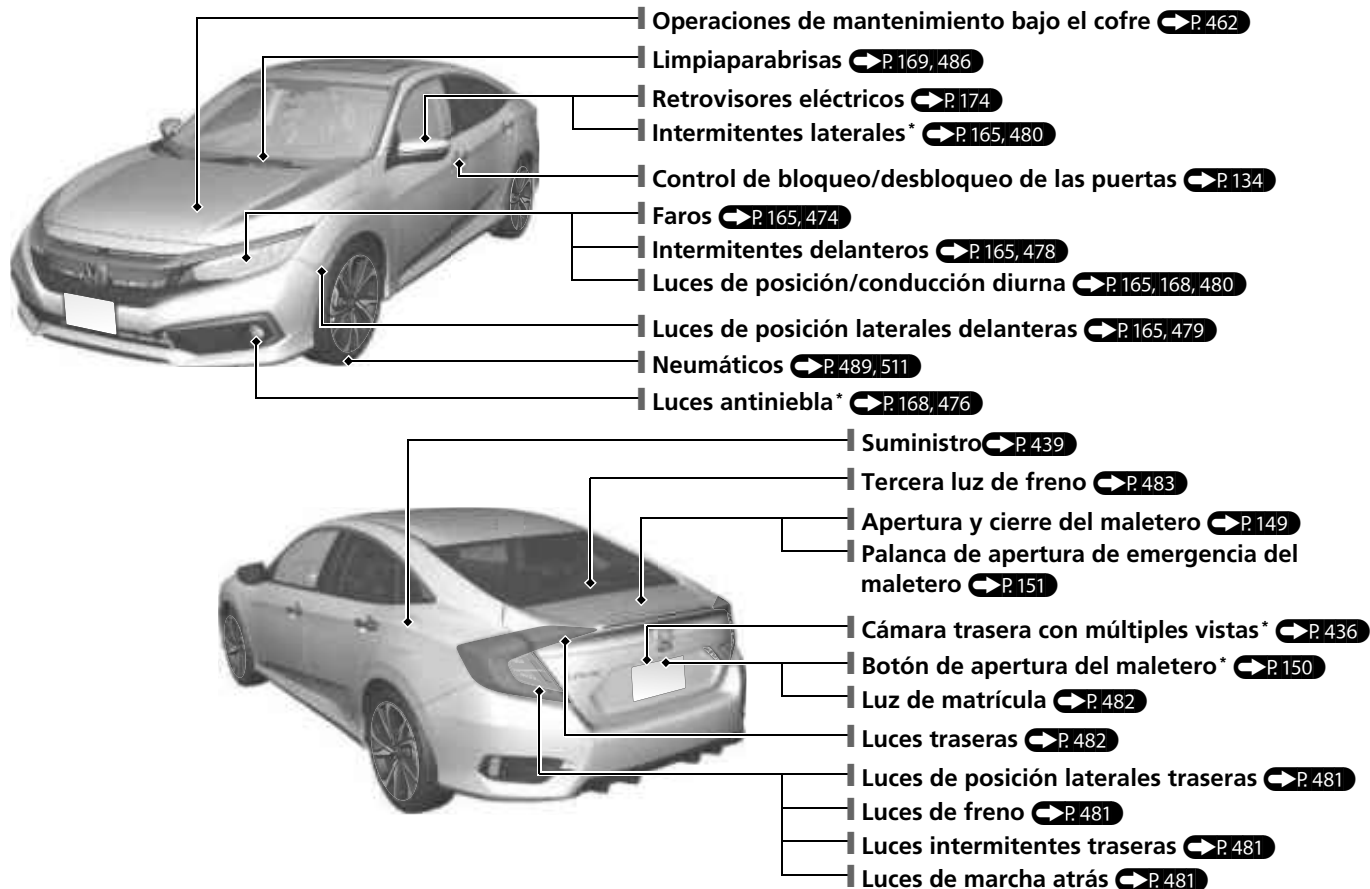 Operaciones de mantenimiento bajo el cofre P. 462
Limpiaparabrisas P. 169, 486
Retrovisores eléctricos P. 174
Intermitentes laterales* P. 165, 480
Control de bloqueo/desbloqueo de las puertas P. 134
Faros P. 165, 474
Intermitentes delanteros P. 165, 478
Luces de posición/conducción diurna P. 165, 168, 480
Luces de posición laterales delanteras P. 165, 479
Neumáticos P. 489, 511
Luces antiniebla* P. 168, 476
Suministro P. 439
Tercera luz de freno P. 483
Apertura y cierre del maletero P. 149
Palanca de apertura de emergencia del
maletero P. 151
Cámara trasera con múltiples vistas* P. 436
Botón de apertura del maletero* P. 150
Luz de matrícula P. 482
Luces traseras P. 482
Luces de posición laterales traseras P. 481
Luces de freno P. 481
Luces intermitentes traseras P. 481
Luces de marcha atrás P. 481